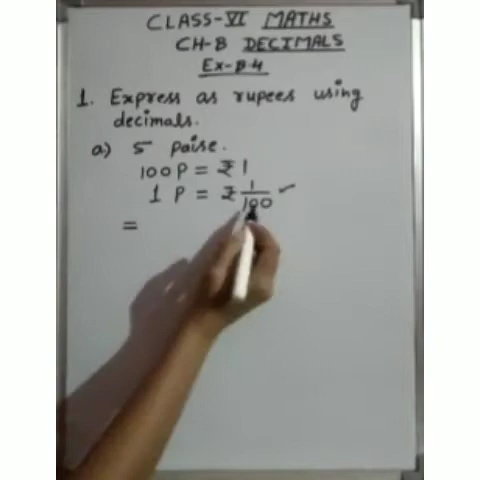 CLASS-VI MATHS
CH-8 DECIMALS
Ex-8.4
1. Express as rupees using
decimals.
a) 5 paise.
100 P = ₹ 1
1 P = ₹ 1/100 ✓
=